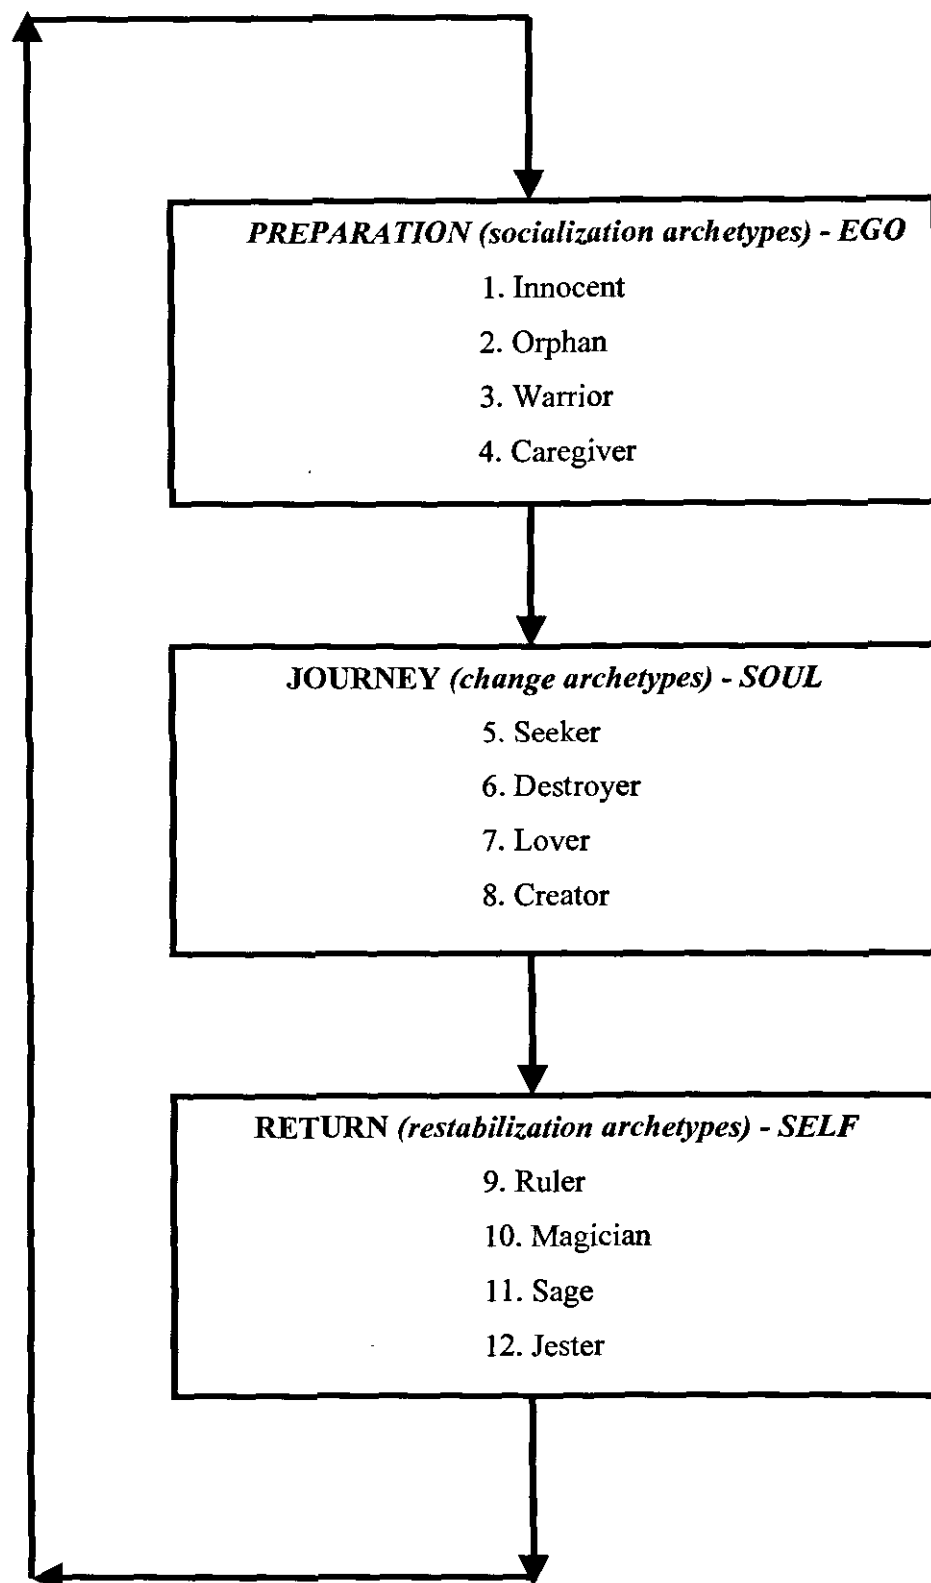 PREPARATION (socialization archetypes) - EGO
1. Innocent
2. Orphan
3. Warrior
4. Caregiver
JOURNEY (change archetypes) - SOUL
5. Seeker
6. Destroyer
7. Lover
8. Creator
RETURN (restabilization archetypes) - SELF
9. Ruler
10. Magician
11. Sage
12. Jester